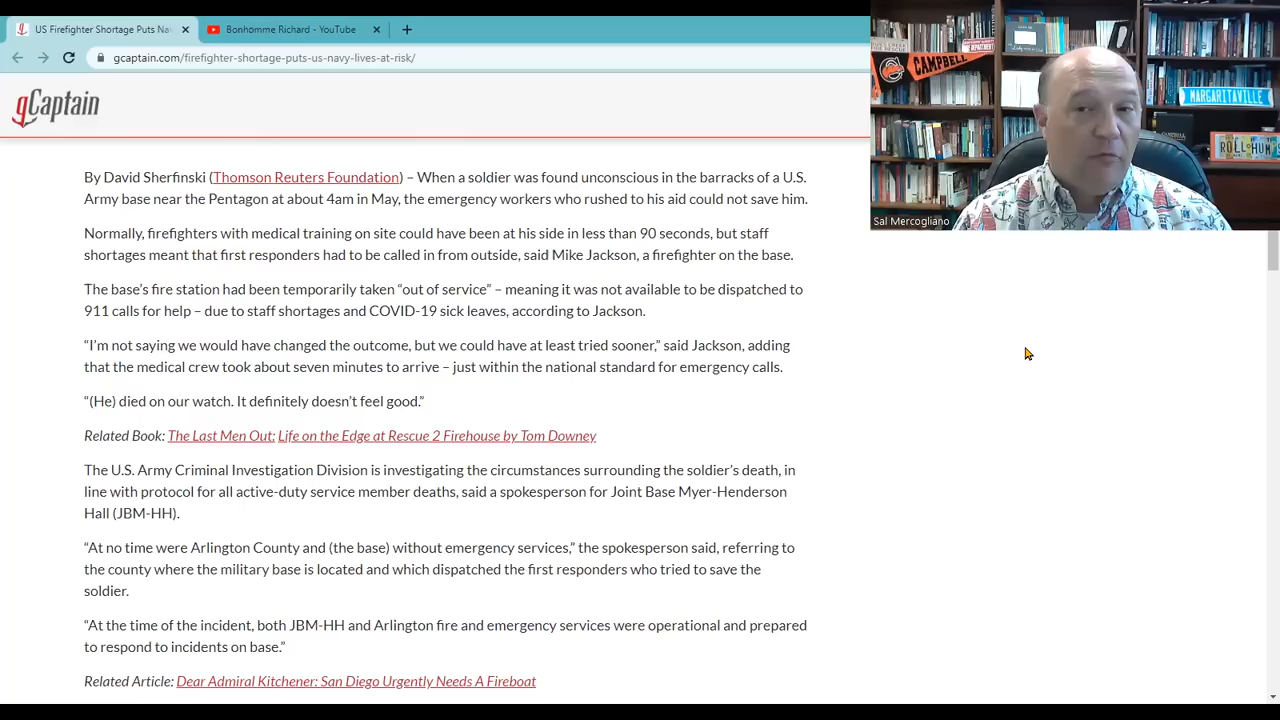 US Firefighter Shortage Puts Nav
Bonhomme Richard - YouTube
gcaptain.com/firefighter-shortage-puts-us-navy-lives-at-risk/
gCaptain
CAMPBELL
MARGARITAVILLE
Sal Mercogliano
By David Sherfinski (Thomson Reuters Foundation) – When a soldier was found unconscious in the barracks of a U.S.
Army base near the Pentagon at about 4am in May, the emergency workers who rushed to his aid could not save him.
Normally, firefighters with medical training on site could have been at his side in less than 90 seconds, but staff
shortages meant that first responders had to be called in from outside, said Mike Jackson, a firefighter on the base.
The base’s fire station had been temporarily taken “out of service” – meaning it was not available to be dispatched to
911 calls for help – due to staff shortages and COVID-19 sick leaves, according to Jackson.
“I’m not saying we would have changed the outcome, but we could have at least tried sooner,” said Jackson, adding
that the medical crew took about seven minutes to arrive – just within the national standard for emergency calls.
“(He) died on our watch. It definitely doesn’t feel good.”
Related Book: The Last Men Out: Life on the Edge at Rescue 2 Firehouse by Tom Downey
The U.S. Army Criminal Investigation Division is investigating the circumstances surrounding the soldier’s death, in
line with protocol for all active-duty service member deaths, said a spokesperson for Joint Base Myer-Henderson
Hall (JBM-HH).
“At no time were Arlington County and (the base) without emergency services,” the spokesperson said, referring to
the county where the military base is located and which dispatched the first responders who tried to save the
soldier.
“At the time of the incident, both JBM-HH and Arlington fire and emergency services were operational and prepared
to respond to incidents on base.”
Related Article: Dear Admiral Kitchener: San Diego Urgently Needs A Fireboat